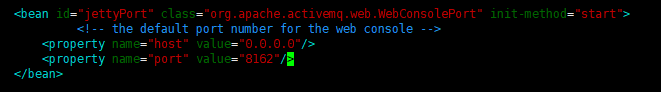 <bean id="jettyPort" class="org.apache.activemq.web.WebConsolePort" init-method="start">
<!-- the default port number for the web console -->
<property name="host" value="0.0.0.0"/>
<property name="port" value="8162"/>
</bean>